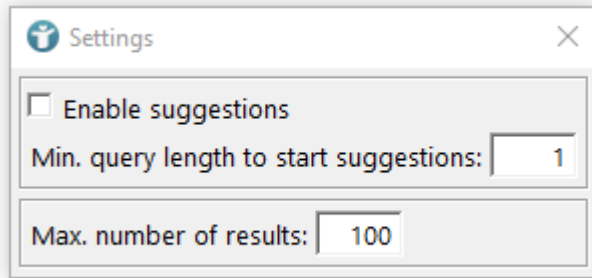 Settings
Enable suggestions
Min. query length to start suggestions: 1
Max. number of results: 100